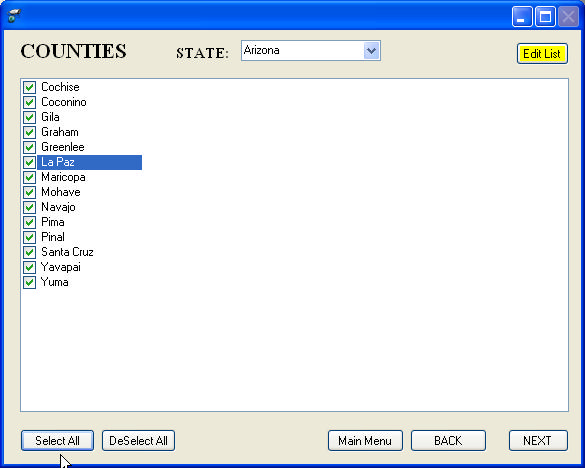 COUNTIES STATE: Arizona Edit List
Cochise
Coconino
Gila
Graham
Greenlee
La Paz
Maricopa
Mohave
Navajo
Pima
Pinal
Santa Cruz
Yavapai
Yuma
Select All DeSelect All Main Menu BACK NEXT